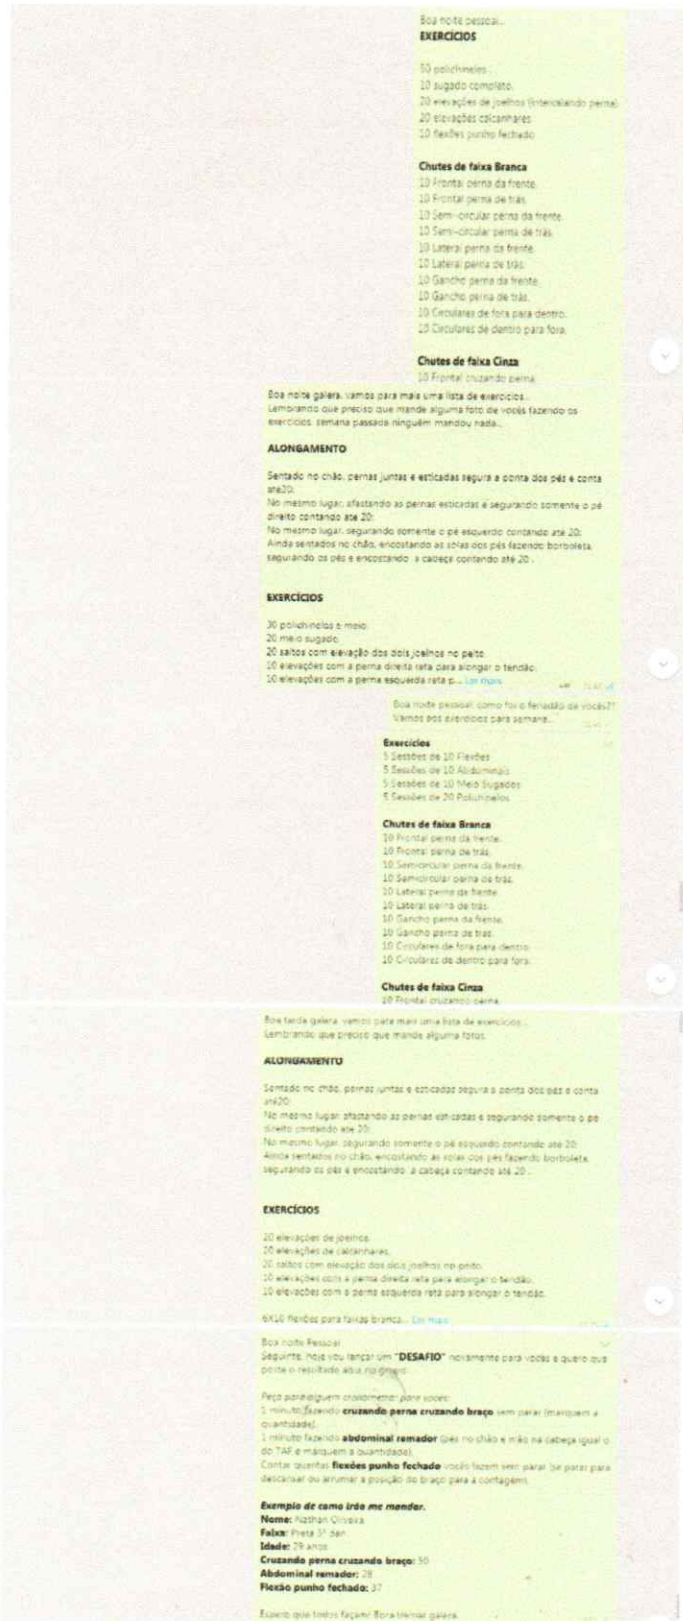 Boa noite pessoal...
EXERCÍCIOS
50 polichinelos.
10 sugado completo.
20 elevações de joelhos (intercalando perna)
20 elevações calcanhares
10 flexões punho fechado
Chutes de faixa Branca
10 Frontal perna da frente.
10 Frontal perna de trás.
10 Semi-circular perna da frente.
10 Semi-circular perna de trás.
10 Lateral perna da frente.
10 Lateral perna de trás.
10 Gancho perna da frente.
10 Gancho perna de trás.
10 Circulares de fora para dentro.
10 Circulares de dentro para fora.
Chutes de faixa Cinza
10 Frontal cruzando perna.
Boa noite galera, vamos para mais uma lista de exercícios...
Lembrando que preciso que mande alguma foto de vocês fazendo os
exercícios, semana passada ninguém mandou nada...
ALONGAMENTO
Sentado no chão, pernas juntas e esticadas segura a ponta dos pés e conta
até20;
No mesmo lugar, afastando as pernas esticadas e segurando somente o pé
direito contando até 20;
No mesmo lugar, segurando somente o pé esquerdo contando até 20;
Ainda sentados no chão, encostando as solas dos pés fazendo borboleta,
segurando os pés e encostando a cabeça contando até 20 .
EXERCÍCIOS
30 polichinelos e meio.
20 meio sugado.
20 saltos com elevação dos dois joelhos no peito.
10 elevações com a perna direita reta para alongar o tendão.
10 elevações com a perna esquerda reta p... Ler mais
Boa noite pessoal, como foi o feriadão de vocês??
Vamos aos exercícios para semana...
Exercícios
5 Sessões de 10 Flexões
5 Sessões de 10 Abdominais
5 Sessões de 10 Meio Sugados
5 Sessões de 20 Polichinelos
Chutes de faixa Branca
10 Frontal perna da frente.
10 Frontal perna de trás.
10 Semi-circular perna da frente.
10 Semi-circular perna de trás.
10 Lateral perna da frente.
10 Lateral perna de trás.
10 Gancho perna da frente.
10 Gancho perna de trás.
10 Circulares de fora para dentro.
10 Circulares de dentro para fora.
Chutes de faixa Cinza
10 Frontal cruzando perna.
Boa tarde galera, vamos para mais uma lista de exercícios...
Lembrando que preciso que mande alguma fotos.
ALONGAMENTO
Sentado no chão, pernas juntas e esticadas segura a ponta dos pés e conta
até20;
No mesmo lugar, afastando as pernas esticadas e segurando somente o pé
direito contando até 20;
No mesmo lugar, segurando somente o pé esquerdo contando até 20;
Ainda sentados no chão, encostando as solas dos pés fazendo borboleta,
segurando os pés e encostando a cabeça contando até 20 .
EXERCÍCIOS
20 elevações de joelhos.
20 elevações de calcanhares.
20 saltos com elevação dos dois joelhos no peito.
10 elevações com a perna direita reta para alongar o tendão.
10 elevações com a perna esquerda reta para alongar o tendão.
6X10 flexões para faixas branca... Ler mais
Boa noite Pessoal
Seguinte, hoje vou lançar um "DESAFIO" novamente para vocês e quero que
poste o resultado aqui no grupo.
Peça para alguém cronometrar para vocês:
1 minuto fazendo cruzando perna cruzando braço sem parar (marquem a
quantidade).
1 minuto fazendo abdominal remador (pés no chão e mão na cabeça igual o
do TAF e marquem a quantidade).
Contar quantas flexões punho fechado vocês fazem sem parar (se parar para
descansar ou arrumar a posição do braço para a contagem).
Exemplo de como irão me mandar.
Nome: Nathan Oliveira
Faixa: Preta 3º dan
Idade: 29 anos
Cruzando perna cruzando braço: 50
Abdominal remador: 28
Flexão punho fechado: 37
Espero que todos façam! Bora treinar galera.